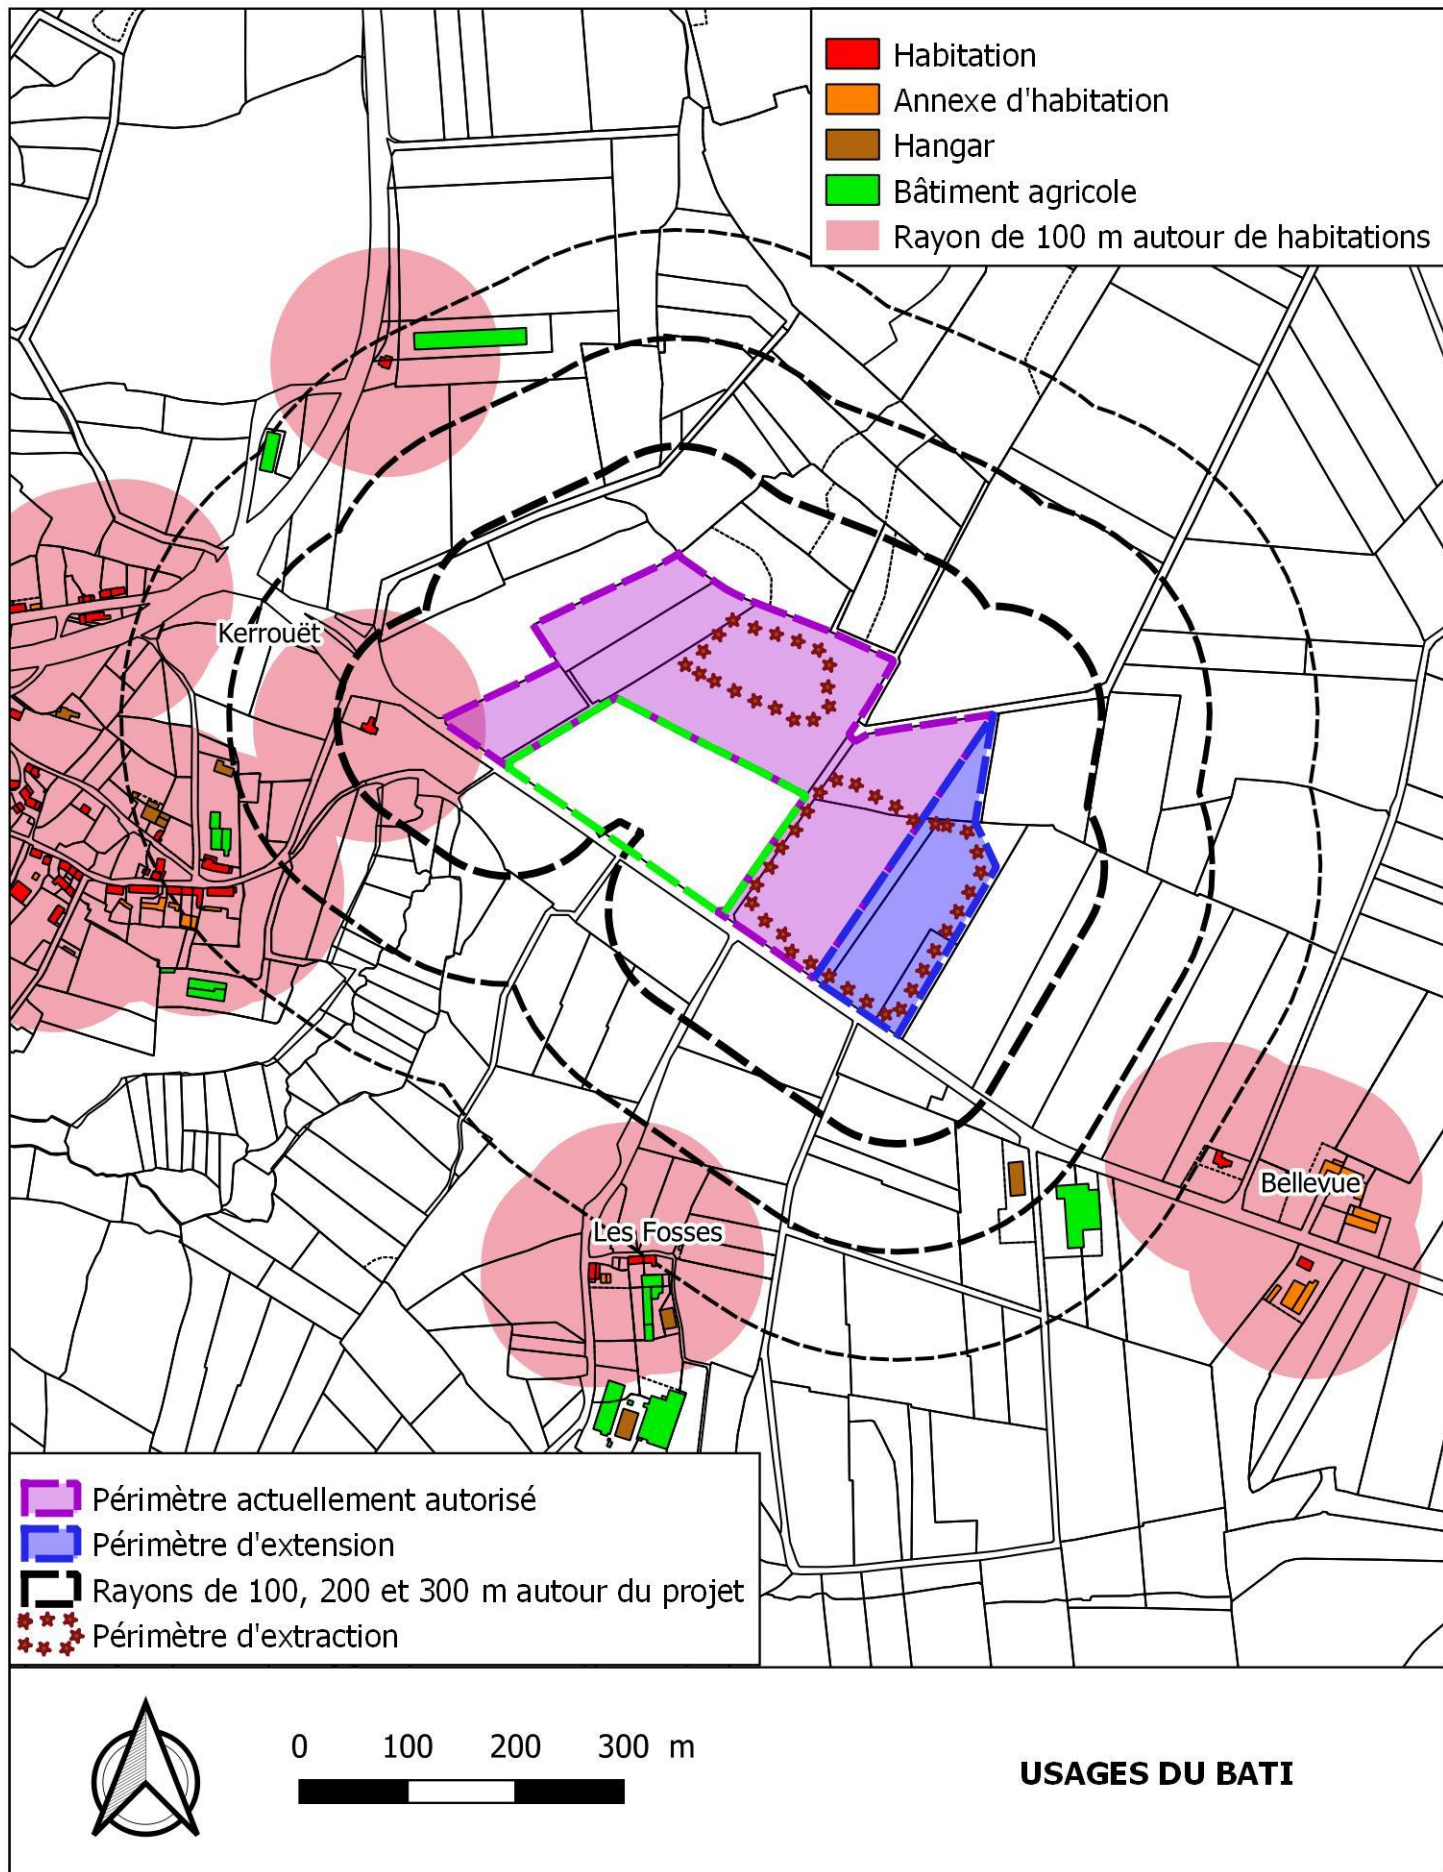 Habitation
Annexe d'habitation
Hangar
Bâtiment agricole
Rayon de 100 m autour de habitations
Kerrouët
Les Fosses
Bellevue
Périmètre actuellement autorisé
Périmètre d'extension
Rayons de 100, 200 et 300 m autour du projet
Périmètre d'extraction
0 100 200 300 m
USAGES DU BATI